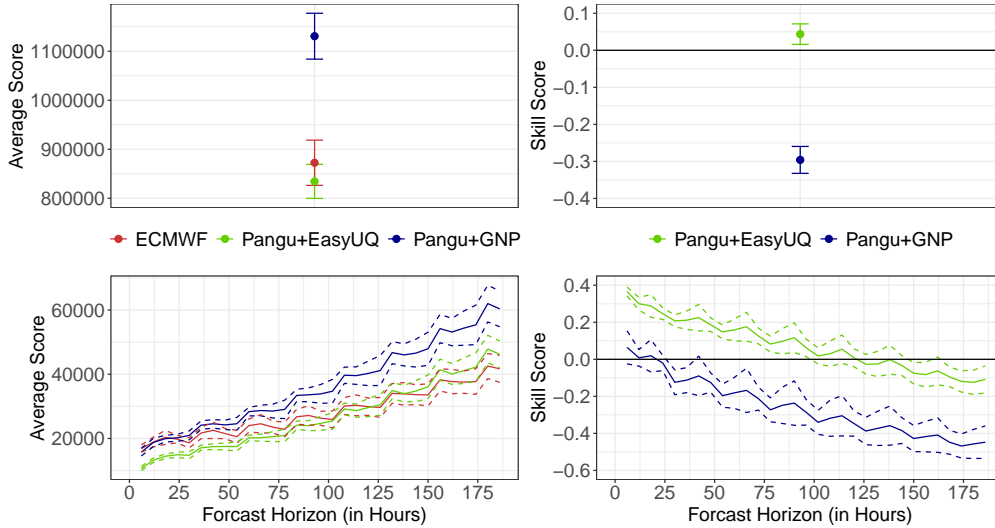 Average Score
1100000
1000000
900000
800000
Skill Score
0.1
0.0
−0.1
−0.2
−0.3
−0.4
ECMWF Pangu+EasyUQ Pangu+GNP
Pangu+EasyUQ Pangu+GNP
Average Score
60000
40000
20000
0 25 50 75 100 125 150 175
Forcast Horizon (in Hours)
Skill Score
0.4
0.2
0.0
−0.2
−0.4
−0.6
0 25 50 75 100 125 150 175
Forcast Horizon (in Hours)